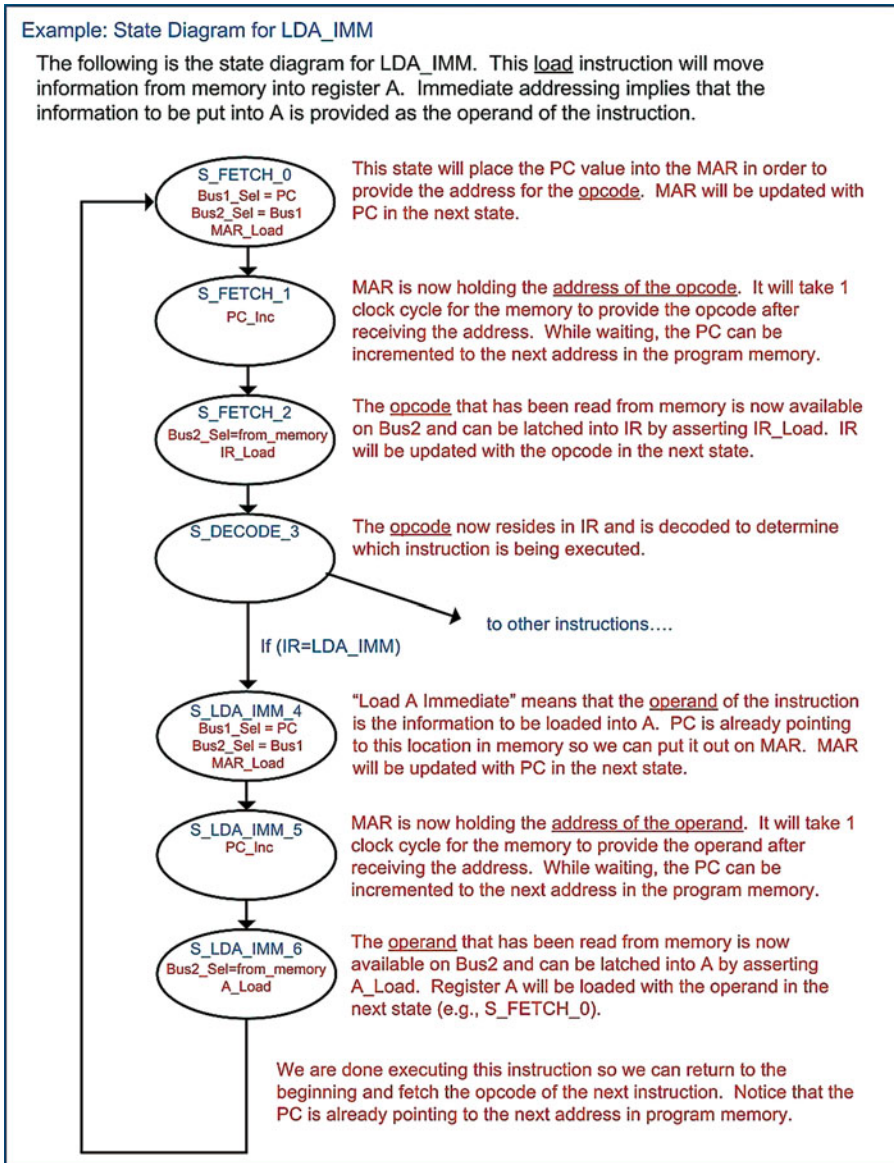 Example: State Diagram for LDA_IMM
The following is the state diagram for LDA_IMM. This load instruction will move
information from memory into register A. Immediate addressing implies that the
information to be put into A is provided as the operand of the instruction.
S_FETCH_0
Bus1_Sel = PC
Bus2_Sel = Bus1
MAR_Load
This state will place the PC value into the MAR in order to
provide the address for the opcode. MAR will be updated with
PC in the next state.
S_FETCH_1
PC_Inc
MAR is now holding the address of the opcode. It will take 1
clock cycle for the memory to provide the opcode after
receiving the address. While waiting, the PC can be
incremented to the next address in the program memory.
S_FETCH_2
Bus2_Sel=from_memory
IR_Load
The opcode that has been read from memory is now available
on Bus2 and can be latched into IR by asserting IR_Load. IR
will be updated with the opcode in the next state.
S_DECODE_3
The opcode now resides in IR and is decoded to determine
which instruction is being executed.
to other instructions....
If (IR=LDA_IMM)
S_LDA_IMM_4
Bus1_Sel = PC
Bus2_Sel = Bus1
MAR_Load
“Load A Immediate” means that the operand of the instruction
is the information to be loaded into A. PC is already pointing
to this location in memory so we can put it out on MAR. MAR
will be updated with PC in the next state.
S_LDA_IMM_5
PC_Inc
MAR is now holding the address of the operand. It will take 1
clock cycle for the memory to provide the operand after
receiving the address. While waiting, the PC can be
incremented to the next address in the program memory.
S_LDA_IMM_6
Bus2_Sel=from_memory
A_Load
The operand that has been read from memory is now
available on Bus2 and can be latched into A by asserting
A_Load. Register A will be loaded with the operand in the
next state (e.g., S_FETCH_0).
We are done executing this instruction so we can return to the
beginning and fetch the opcode of the next instruction. Notice that the
PC is already pointing to the next address in program memory.